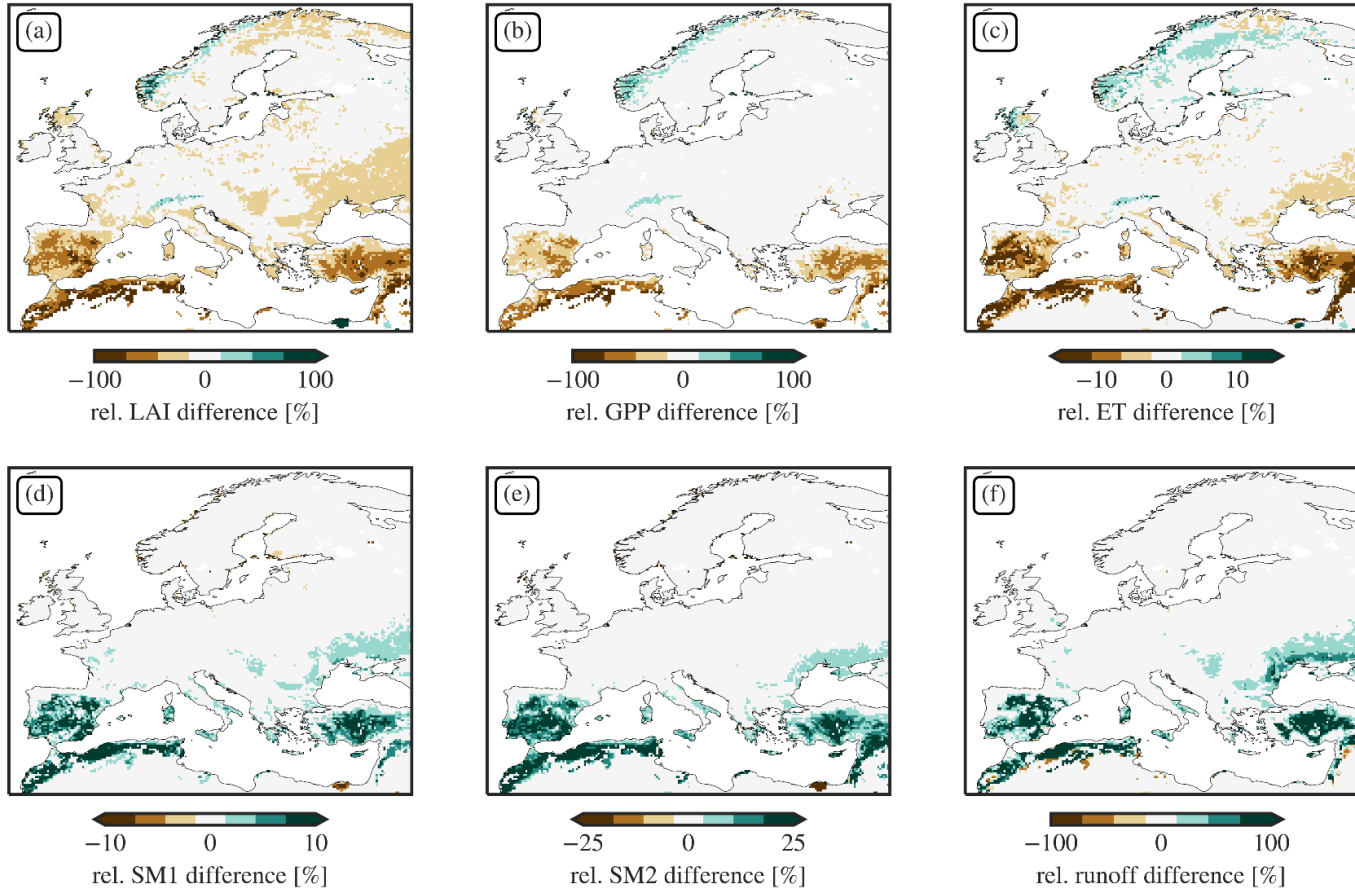 (a) (b) (c)
−100 0 100 −100 0 100 −10 0 10
rel. LAI difference [%] rel. GPP difference [%] rel. ET difference [%]
(d) (e) (f)
−10 0 10 −25 0 25 −100 0 100
rel. SM1 difference [%] rel. SM2 difference [%] rel. runoff difference [%]